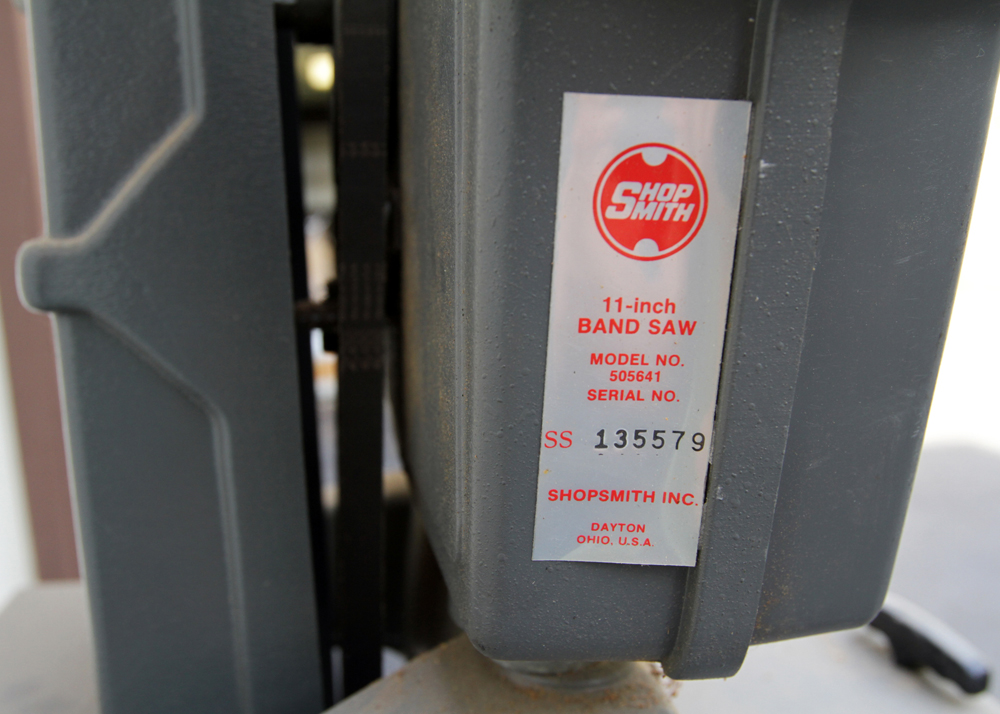 SHOP
SMITH
11-inch
BAND SAW
MODEL NO.
505641
SERIAL NO.
SS 135579
SHOPSMITH INC.
DAYTON
OHIO, U.S.A.